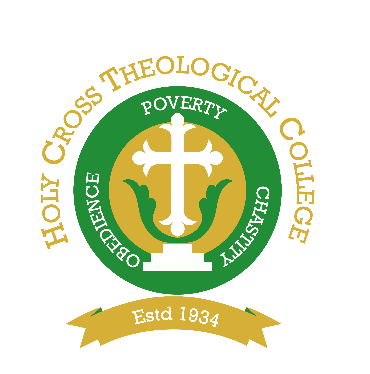 HOLY CROSS THEOLOGICAL COLLEGE
POVERTY
OBEDIENCE
CHASTITY
Estd 1934